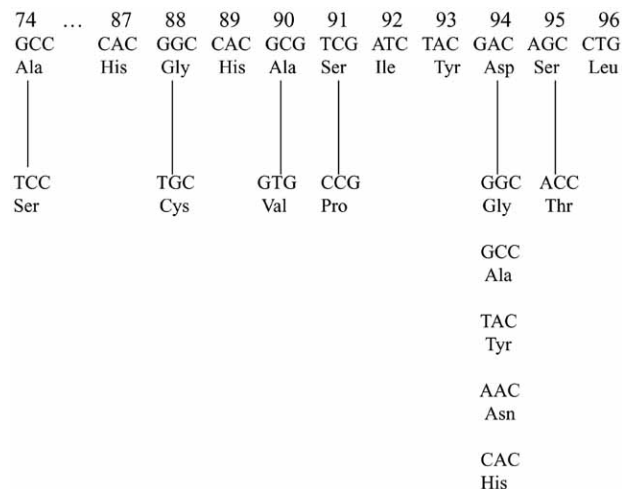 74 ... 87 88 89 90 91 92 93 94 95 96
GCC CAC GGC CAC GCG TCG ATC TAC GAC AGC CTG
Ala His Gly His Ala Ser Ile Tyr Asp Ser Leu
TCC TGC GTG CCG GGC ACC
Ser Cys Val Pro Gly Thr
GCC
Ala
TAC
Tyr
AAC
Asn
CAC
His